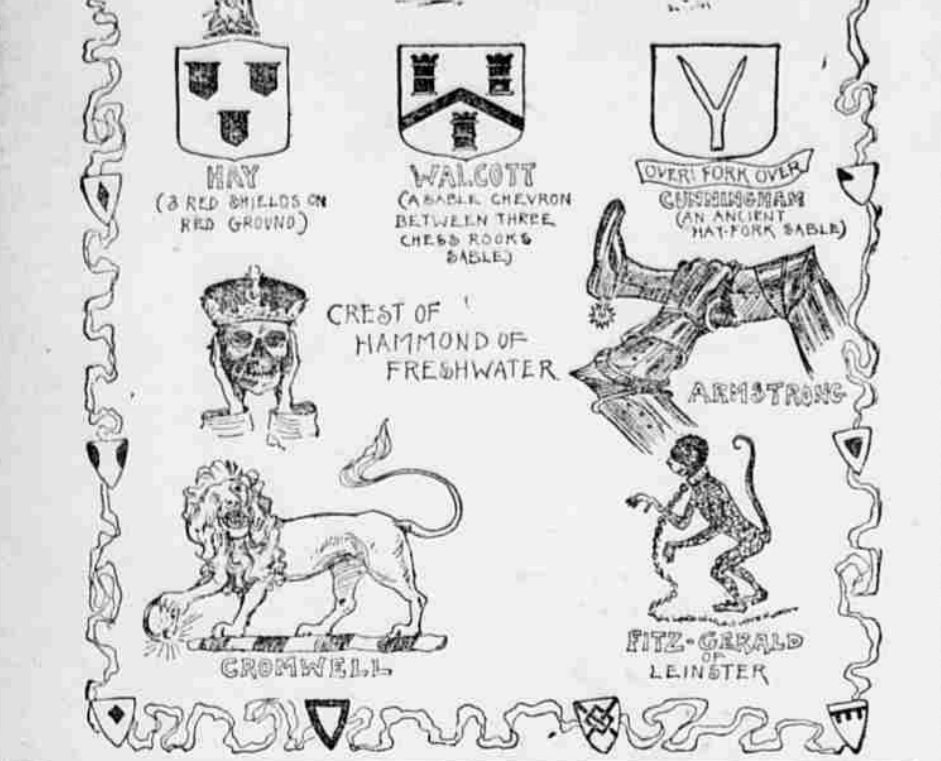 HAY
(3 RED SHIELDS ON
RED GROUND)
WALCOTT
(A SABLE CHEVRON
BETWEEN THREE
CHESS ROOKS
SABLE)
OVER! FORK OVER
CUNNINGHAM
(AN ANCIENT
HAY-FORK SABLE)
CREST OF
HAMMOND OF
FRESHWATER
ARMSTRONG
CROMWELL
FITZ-GERALD
OF
LEINSTER